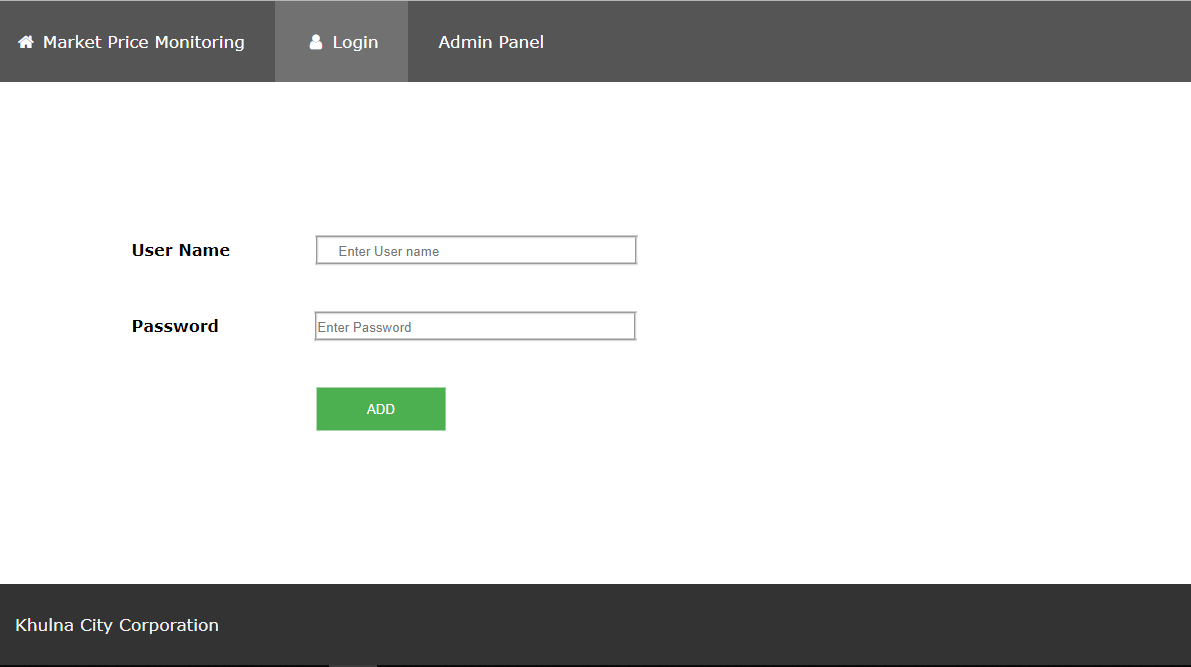 Market Price Monitoring Login Admin Panel
User Name Enter User name
Password Enter Password
ADD
Khulna City Corporation